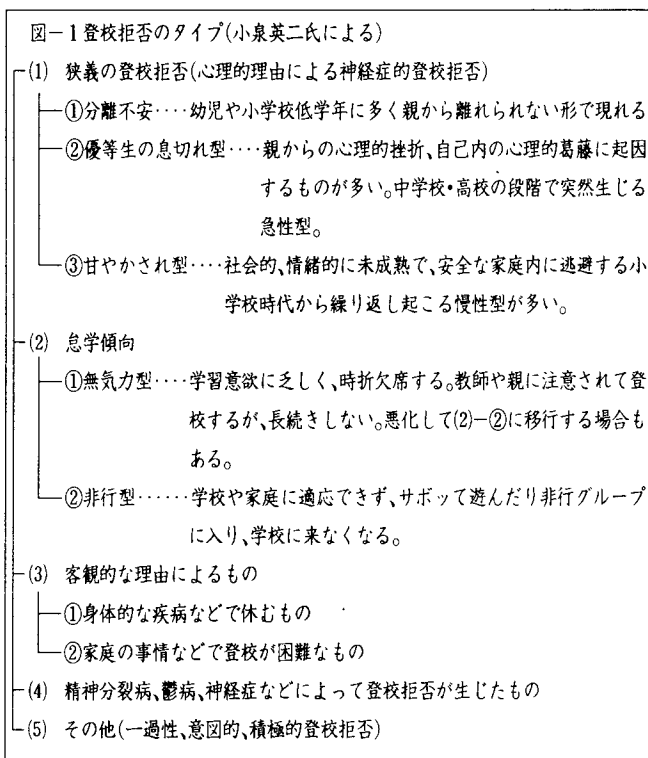 図－1登校拒否のタイプ(小泉英二氏による)
(1) 狭義の登校拒否(心理的理由による神経症的登校拒否)
①分離不安‥‥幼児や小学校低学年に多く親から離れられない形で現れる
②優等生の息切れ型‥‥親からの心理的挫折、自己内の心理的葛藤に起因
するものが多い。中学校・高校の段階で突然生じる
急性型。
③甘やかされ型‥‥社会的、情緒的に未成熟で、安全な家庭内に逃避する小
学校時代から繰り返し起こる慢性型が多い。
(2) 怠学傾向
①無気力型‥‥学習意欲に乏しく、時折欠席する。教師や親に注意されて登
校するが、長続きしない。悪化して(2)－②に移行する場合も
ある。
②非行型‥‥‥学校や家庭に適応できず、サボッて遊んだり非行グループ
に入り、学校に来なくなる。
(3) 客観的な理由によるもの
①身体的な疾病などで休むもの
②家庭の事情などで登校が困難なもの
(4) 精神分裂病、鬱病、神経症などによって登校拒否が生じたもの
(5) その他(一過性、意図的、積極的登校拒否)